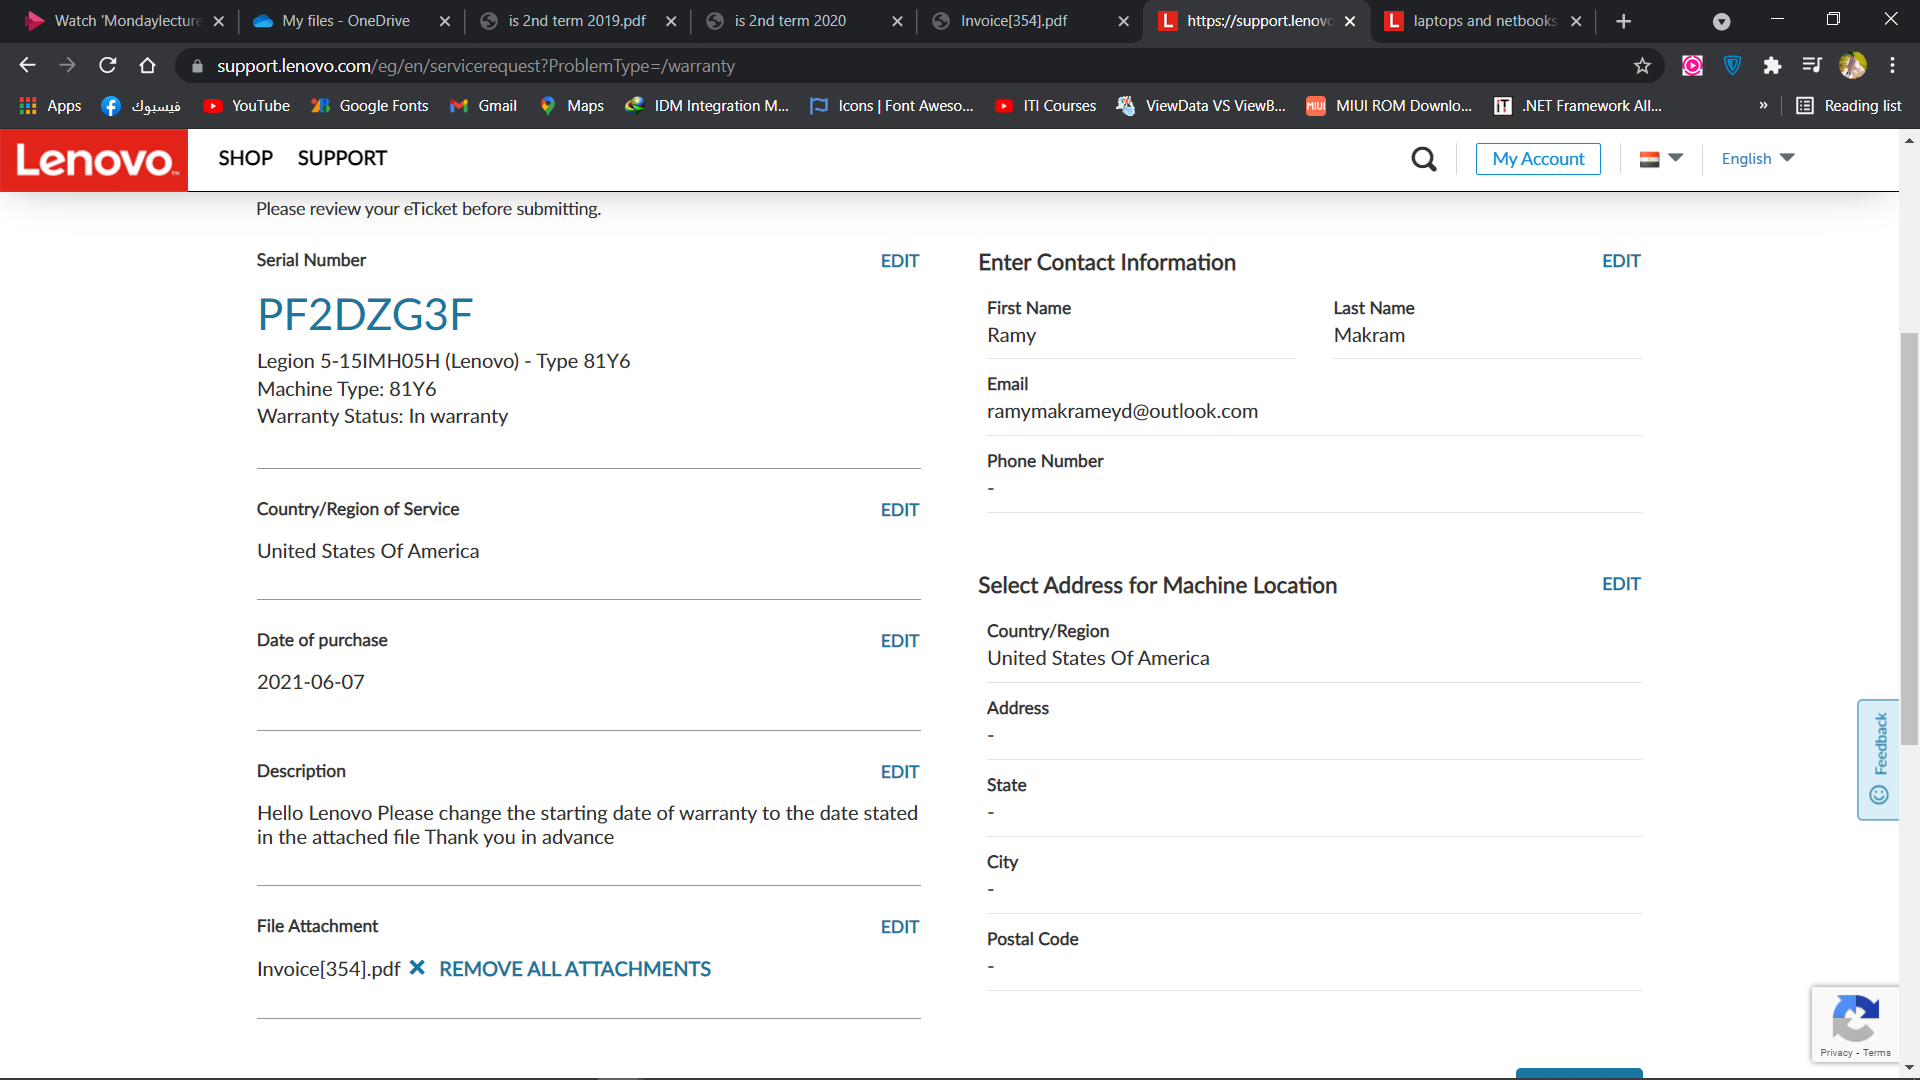 Watch 'Mondaylecture
My files - OneDrive
is 2nd term 2019.pdf
is 2nd term 2020
Invoice[354].pdf
https://support.lenovo
laptops and netbooks
support.lenovo.com/eg/en/servicerequest?ProblemType=/warranty
Apps
فيسبوك
YouTube
Google Fonts
Gmail
Maps
IDM Integration M...
Icons | Font Aweso...
ITI Courses
ViewData VS ViewB...
MIUI ROM Downlo...
.NET Framework All...
»
Reading list
Lenovo
SHOP
SUPPORT
My Account
English
Please review your eTicket before submitting.
Serial Number
EDIT
PF2DZG3F
Legion 5-15IMH05H (Lenovo) - Type 81Y6
Machine Type: 81Y6
Warranty Status: In warranty
Country/Region of Service
EDIT
United States Of America
Date of purchase
EDIT
2021-06-07
Description
EDIT
Hello Lenovo Please change the starting date of warranty to the date stated
in the attached file Thank you in advance
File Attachment
EDIT
Invoice[354].pdf
REMOVE ALL ATTACHMENTS
Enter Contact Information
EDIT
First Name
Ramy
Last Name
Makram
Email
ramymakrameyd@outlook.com
Phone Number
-
Select Address for Machine Location
EDIT
Country/Region
United States Of America
Address
-
State
-
City
-
Postal Code
-
Feedback
Privacy - Terms